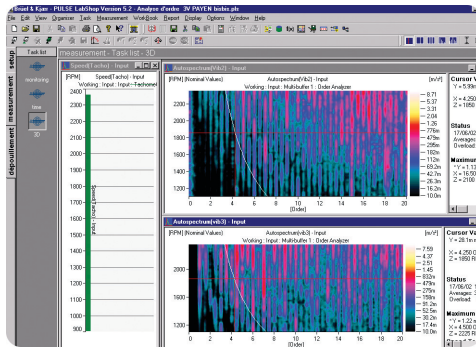 Brüel & Kjær - PULSE LabShop Version 5.2 - Analyse d'ordre 3V PAYEN bisbis.pls
File Edit View Organiser Task Measurement WorkBook Report Display Options Window Help
Task list
measurement - Task list - 3D
setup
measurement
depouillement
monitoring
time
3D
Speed(Tacho) - Input
[RPM] Speed(Tacho) - Input
Working : Input : Input : Tachometer
2400
2300
2200
2100
2000
1900
1800
1700
1600
1500
1400
1300
1200
1100
1000
900
Speed(Tacho) - Input
Autospectrum(Vib2) - Input
[RPM] (Nominal Values) Autospectrum(Vib2) - Input [m/s²]
Working : Input : Multi-buffer 1 : Order Analyzer
2200
2000
1800
1600
1400
1200
0 2 4 6 8 10 12 14 16 18 20
[Order]
8.71
5.37
3.31
2.04
1.26
776m
479m
295m
182m
112m
69.2m
42.7m
26.3m
16.2m
10.0m
Cursor V
Y = 5.99m
X = 4.250
Z = 1850
Status
17/06/02
Averages:
Overload:
Maximum
Y = 1.13
X = 16.50
Z = 2100
Autospectrum(vib3) - Input
[RPM] (Nominal Values) Autospectrum(vib3) - Input [m/s²]
Working : Input : Multi-buffer 1 : Order Analyzer
2000
1600
1200
0 2 4 6 8 10 12 14 16 18 20
[Order]
7.59
4.37
2.51
1.45
832m
479m
275m
158m
91.2m
52.5m
30.2m
17.4m
10.0m
Cursor Va
Y = 28.1m
X = 4.250 O
Z = 1850 R
Status
17/06/02
Averages:
Overload
Maximum
Y = 1.22
X = 4.500 O
Z = 2225 R